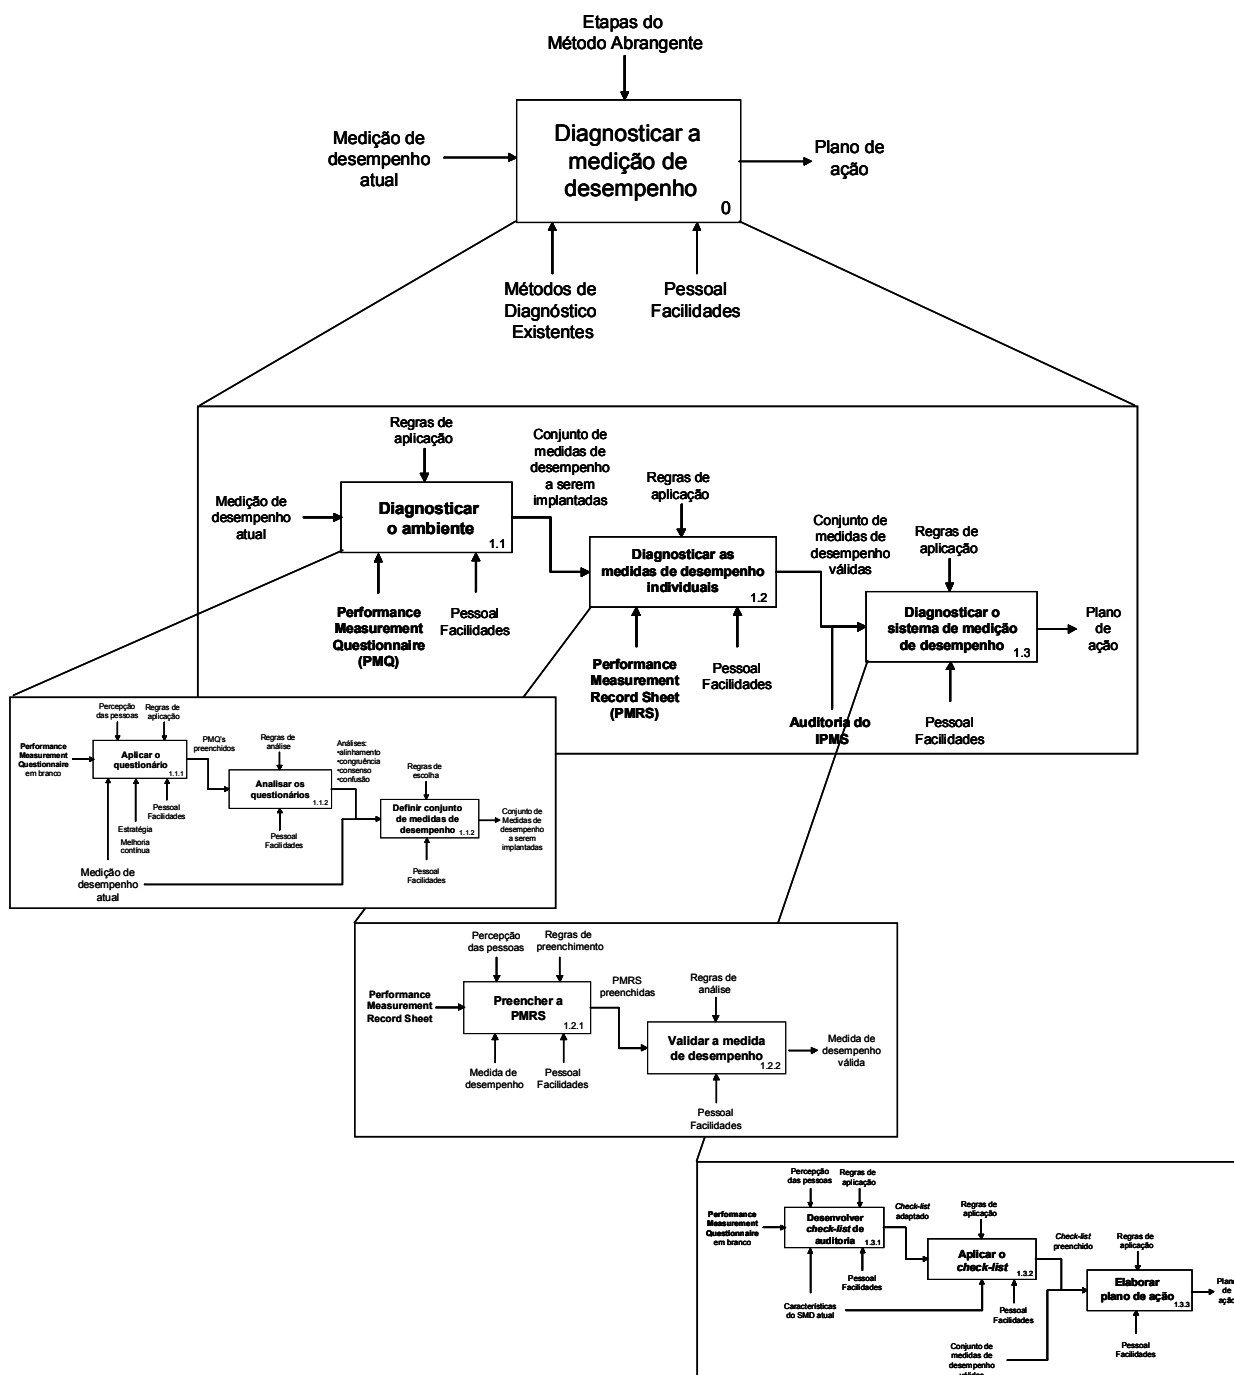 Etapas do
Método Abrangente
Medição de
desempenho
atual
Diagnosticar a
medição de
desempenho
0
Plano de
ação
Métodos de
Diagnóstico
Existentes
Pessoal
Facilidades
Regras de
aplicação
Medição de
desempenho
atual
Diagnosticar
o ambiente
1.1
Performance
Measurement
Questionnaire
(PMQ)
Pessoal
Facilidades
Conjunto de
medidas de
desempenho
a serem
implantadas
Regras de
aplicação
Diagnosticar as
medidas de desempenho
individuais
1.2
Performance
Measurement
Record Sheet
(PMRS)
Pessoal
Facilidades
Conjunto de
medidas de
desempenho
válidas
Regras de
aplicação
Diagnosticar o
sistema de medição
de desempenho
1.3
Plano
de
ação
Auditoria do
IPMS
Pessoal
Facilidades
Percepção
das pessoas
Regras de
aplicação
Performance
Measurement
Questionnaire
em branco
Aplicar o
questionário
1.1.1
PMQ's
preenchidos
Pessoal
Facilidades
Estratégia
Melhoria
contínua
Medição de
desempenho
atual
Regras de
análise
Analisar os
questionários
1.1.2
Pessoal
Facilidades
Análises:
•alinhamento
•congruência
•consenso
•confusão
Regras de
escolha
Definir conjunto
de medidas de
desempenho
1.1.2
Pessoal
Facilidades
Conjunto de
Medidas de
desempenho
a serem
implantadas
Percepção
das pessoas
Regras de
preenchimento
Performance
Measurement
Record Sheet
Preencher a
PMRS
1.2.1
PMRS
preenchidas
Medida de
desempenho
Pessoal
Facilidades
Regras de
análise
Validar a medida
de desempenho
1.2.2
Medida de
desempenho
válida
Pessoal
Facilidades
Percepção
das pessoas
Regras de
aplicação
Performance
Measurement
Questionnaire
em branco
Desenvolver
check-list de
auditoria
1.3.1
Check-list
adaptado
Pessoal
Facilidades
Características
do SMD atual
Regras de
aplicação
Aplicar o
check-list
1.3.2
Pessoal
Facilidades
Check-list
preenchido
Regras de
aplicação
Elaborar
plano de ação
1.3.3
Plano
de
ação
Pessoal
Facilidades
Conjunto de
medidas de
desempenho
válidas